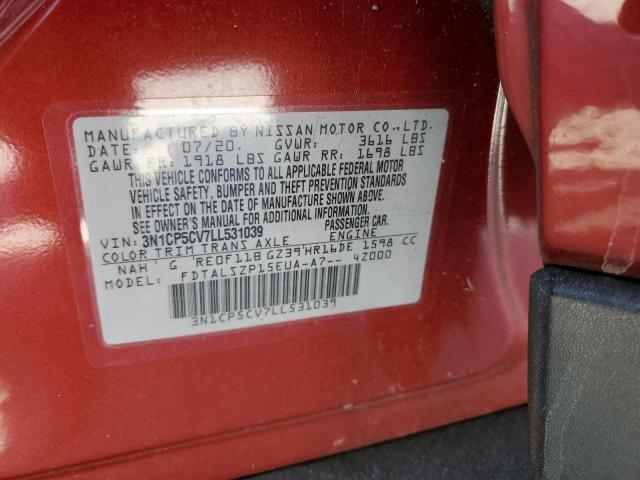 MANUFACTURED BY NISSAN MOTOR CO.,LTD.
DATE: 07/20. GVWR: 3616 LBS
GAWR FR: 1918 LBS GAWR RR: 1698 LBS
THIS VEHICLE CONFORMS TO ALL APPLICABLE FEDERAL MOTOR
VEHICLE SAFETY, BUMPER AND THEFT PREVENTION STANDARDS
IN EFFECT ON THE DATE OF MANUFACTURE SHOWN ABOVE.
SEE OWNER'S MANUAL FOR ADDITIONAL INFORMATION
VIN: 3N1CP5CV7LL531039 PASSENGER CAR.
COLOR TRIM TRANS AXLE ENGINE
NAH G RE0F11B GZ39 HR16DE 1598 CC
MODEL: FDTALSZP15EUA-A7-- 4Z000
3N1CP5CV7LL531039